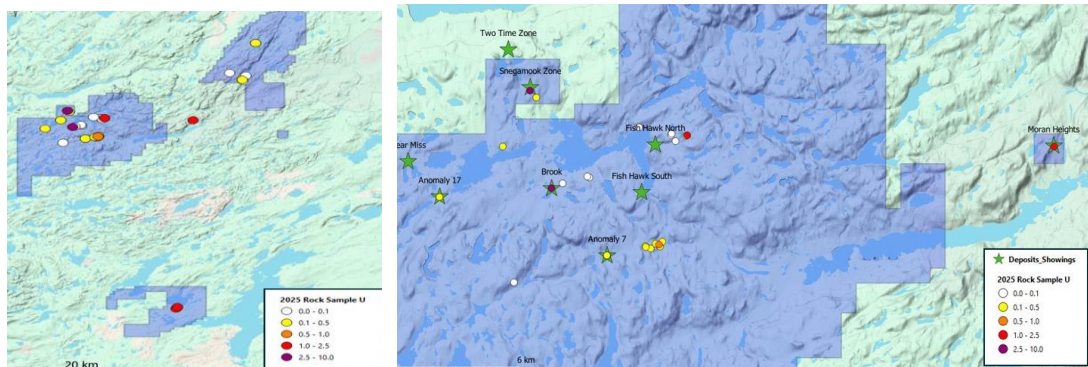 2025 Rock Sample U
0.0 - 0.1
0.1 - 0.5
0.5 - 1.0
1.0 - 2.5
2.5 - 10.0
20 km
Two Time Zone
Snegamook Zone
Fish Hawk North
Moran Heights
ear Miss
Anomaly 17
Brook
Fish Hawk South
Anomaly 7
6 km
Deposits_Showings
2025 Rock Sample U
0.0 - 0.1
0.1 - 0.5
0.5 - 1.0
1.0 - 2.5
2.5 - 10.0